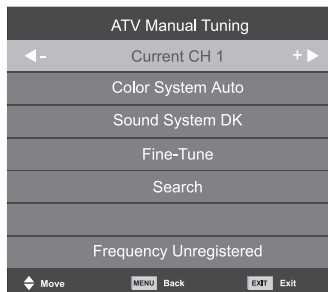 ATV Manual Tuning
- Current CH 1 +
Color System Auto
Sound System DK
Fine-Tune
Search
Frequency Unregistered
Move MENU Back EXIT Exit